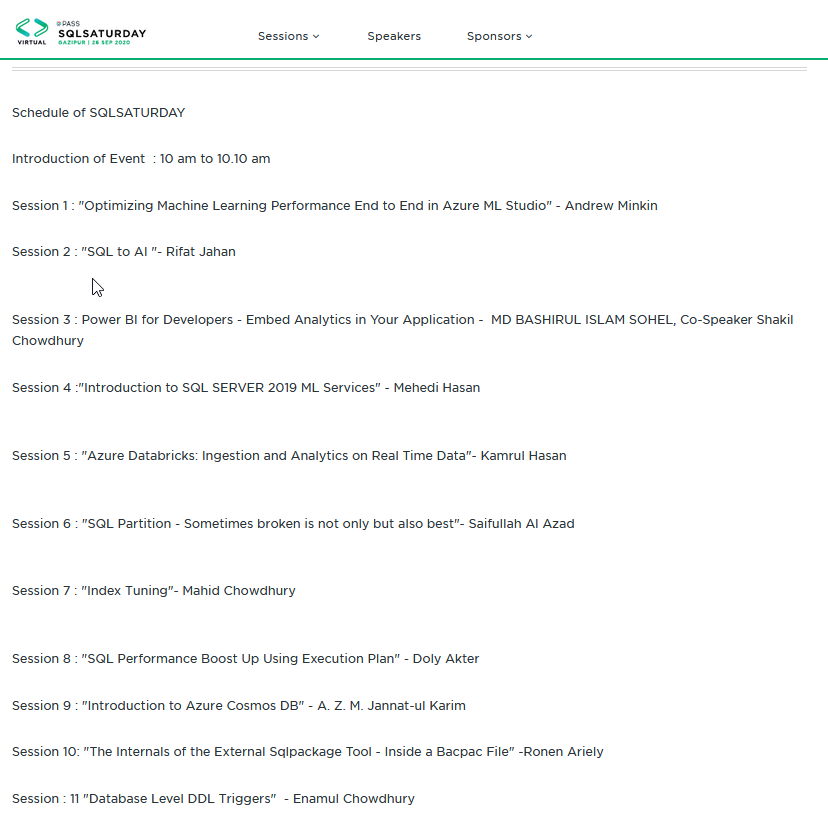 @PASS
SQLSATURDAY
VIRTUAL
GAZIPUR | 26 SEP 2020
Sessions
Speakers
Sponsors
Schedule of SQLSATURDAY
Introduction of Event  : 10 am to 10.10 am
Session 1 : "Optimizing Machine Learning Performance End to End in Azure ML Studio" - Andrew Minkin
Session 2 : "SQL to AI "- Rifat Jahan
Session 3 : Power BI for Developers - Embed Analytics in Your Application -  MD BASHIRUL ISLAM SOHEL, Co-Speaker Shakil
Chowdhury
Session 4 :"Introduction to SQL SERVER 2019 ML Services" - Mehedi Hasan
Session 5 : "Azure Databricks: Ingestion and Analytics on Real Time Data"- Kamrul Hasan
Session 6 : "SQL Partition - Sometimes broken is not only but also best"- Saifullah Al Azad
Session 7 : "Index Tuning"- Mahid Chowdhury
Session 8 : "SQL Performance Boost Up Using Execution Plan" - Doly Akter
Session 9 : "Introduction to Azure Cosmos DB" - A. Z. M. Jannat-ul Karim
Session 10: "The Internals of the External Sqlpackage Tool - Inside a Bacpac File" -Ronen Ariely
Session : 11 "Database Level DDL Triggers"  - Enamul Chowdhury